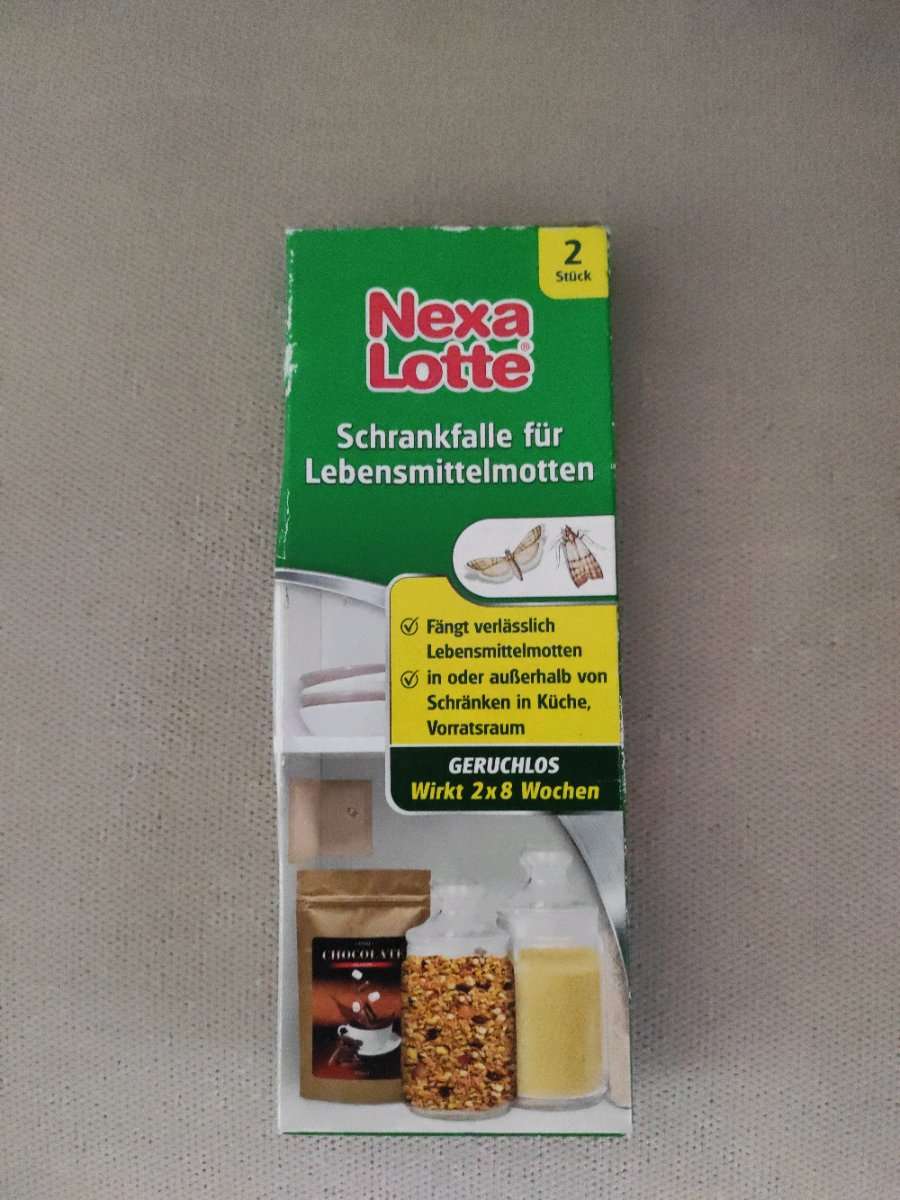 2
Stück
Nexa
Lotte®
Schrankfalle für
Lebensmittelmotten
Fängt verlässlich
Lebensmittelmotten
in oder außerhalb von
Schränken in Küche,
Vorratsraum
GERUCHLOS
Wirkt 2x8 Wochen
CHOCOLATE